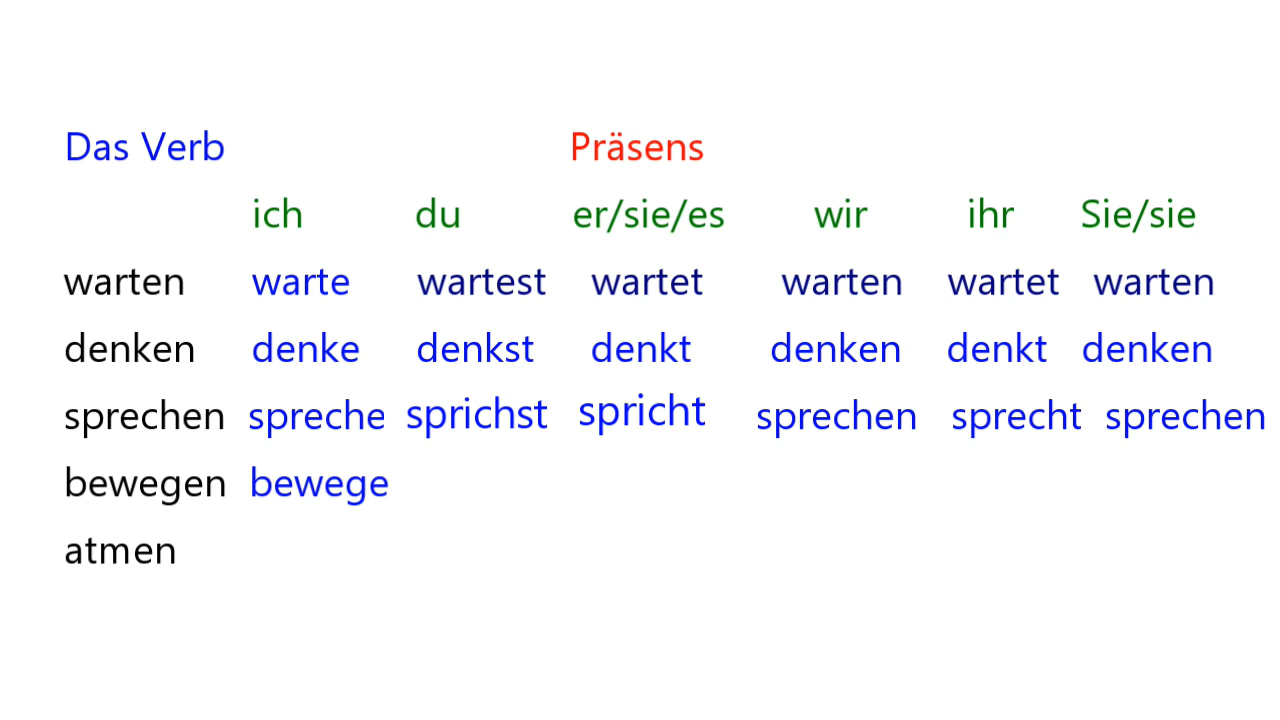 Das Verb Präsens
ich du er/sie/es wir ihr Sie/sie
warten warte wartest wartet warten wartet warten
denken denke denkst denkt denken denkt denken
sprechen spreche sprichst spricht sprechen sprecht sprechen
bewegen bewege
atmen